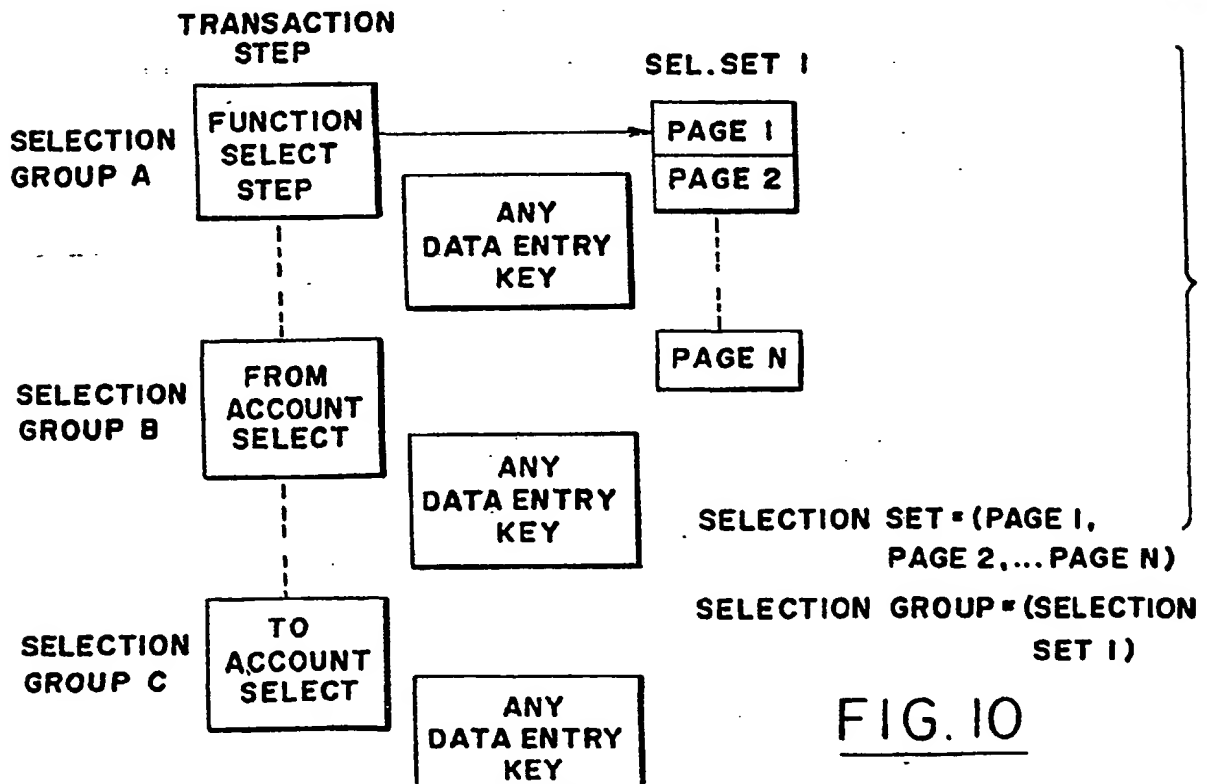 TRANSACTION
STEP
SEL. SET 1
SELECTION
GROUP A
FUNCTION
SELECT
STEP
PAGE 1
PAGE 2
ANY
DATA ENTRY
KEY
PAGE N
SELECTION
GROUP B
FROM
ACCOUNT
SELECT
ANY
DATA ENTRY
KEY
SELECTION SET = (PAGE 1,
PAGE 2,... PAGE N)
SELECTION GROUP = (SELECTION
SET 1)
SELECTION
GROUP C
TO
ACCOUNT
SELECT
ANY
DATA ENTRY
KEY
FIG. 10